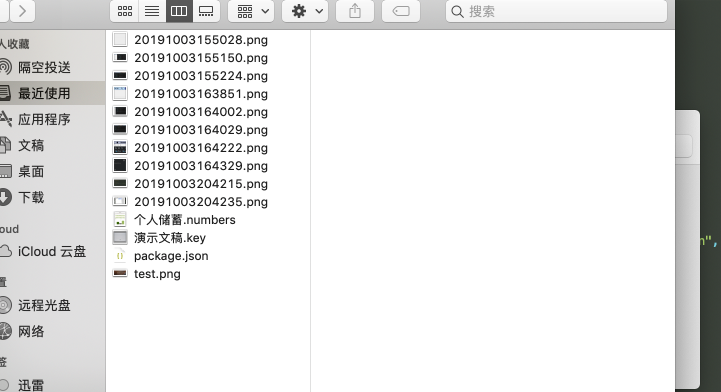 搜索
人收藏
隔空投送
最近使用
应用程序
文稿
桌面
下载
oud
iCloud 云盘
置
远程光盘
网络
签
迅雷
20191003155028.png
20191003155150.png
20191003155224.png
20191003163851.png
20191003164002.png
20191003164029.png
20191003164222.png
20191003164329.png
20191003204215.png
20191003204235.png
个人储蓄.numbers
演示文稿.key
package.json
test.png
",